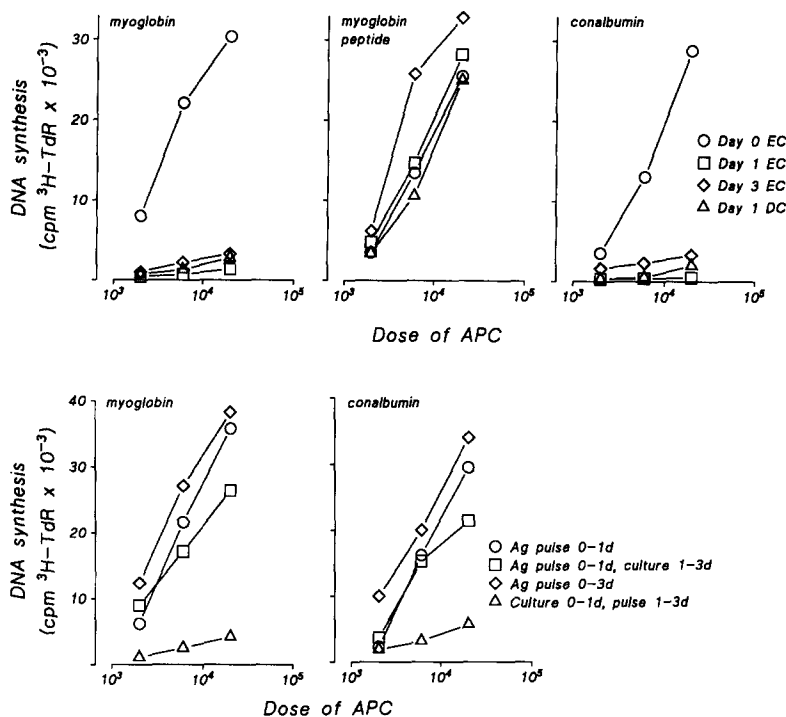 myoglobin
myoglobin
peptide
conalbumin
DNA synthesis
(cpm ³H-TdR x 10⁻³)
30
20
10
Day 0 EC
Day 1 EC
Day 3 EC
Day 1 DC
10³ 10⁴ 10⁵
10³ 10⁴ 10⁵
10³ 10⁴ 10⁵
Dose of APC
myoglobin
conalbumin
DNA synthesis
(cpm ³H-TdR x 10⁻³)
40
30
20
10
Ag pulse 0-1d
Ag pulse 0-1d, culture 1-3d
Ag pulse 0-3d
Culture 0-1d, pulse 1-3d
10³ 10⁴ 10⁵
10³ 10⁴ 10⁵
Dose of APC